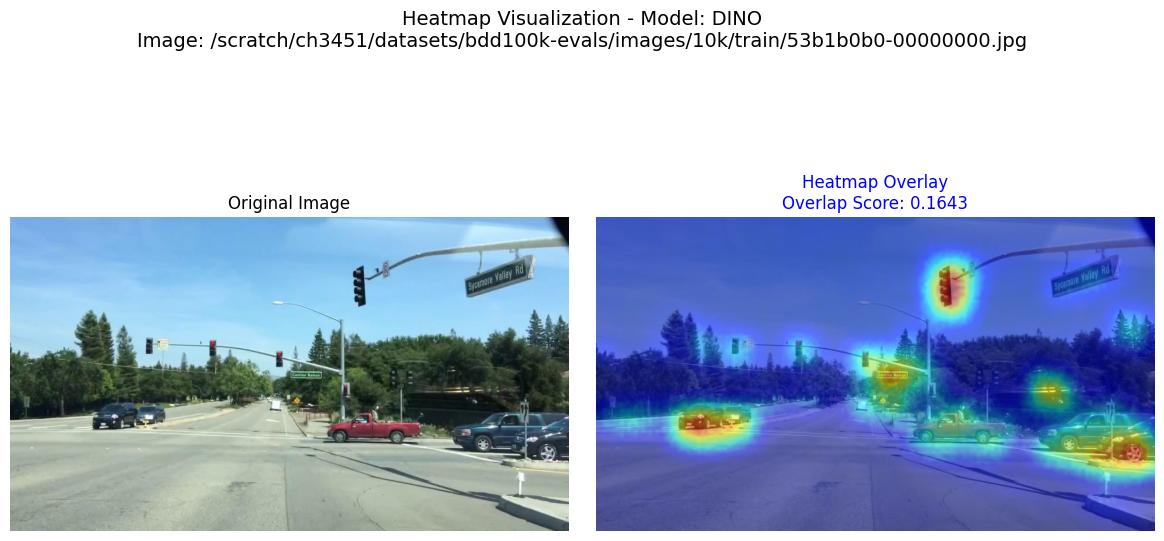 Heatmap Visualization - Model: DINO
Image: /scratch/ch3451/datasets/bdd100k-evals/images/10k/train/53b1b0b0-00000000.jpg
Original Image
Heatmap Overlay
Overlap Score: 0.1643
Sycamore Valley Rd
Sycamore Valley Rd